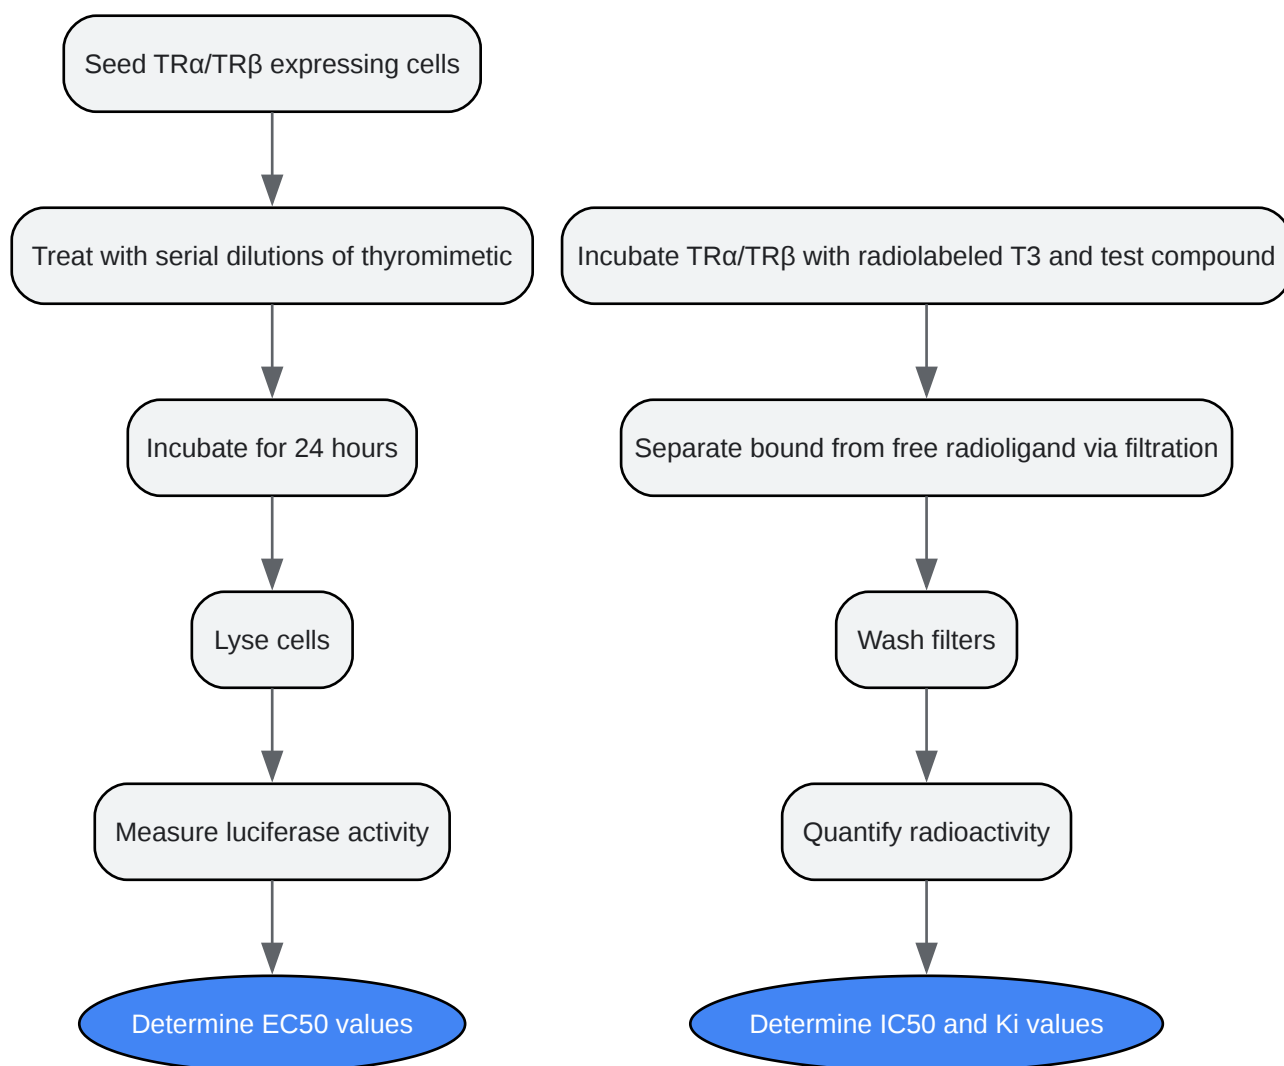 Seed TRα/TRβ expressing cells
Treat with serial dilutions of thyromimetic
Incubate for 24 hours
Lyse cells
Measure luciferase activity
Determine EC50 values
Incubate TRα/TRβ with radiolabeled T3 and test compound
Separate bound from free radioligand via filtration
Wash filters
Quantify radioactivity
Determine IC50 and Ki values